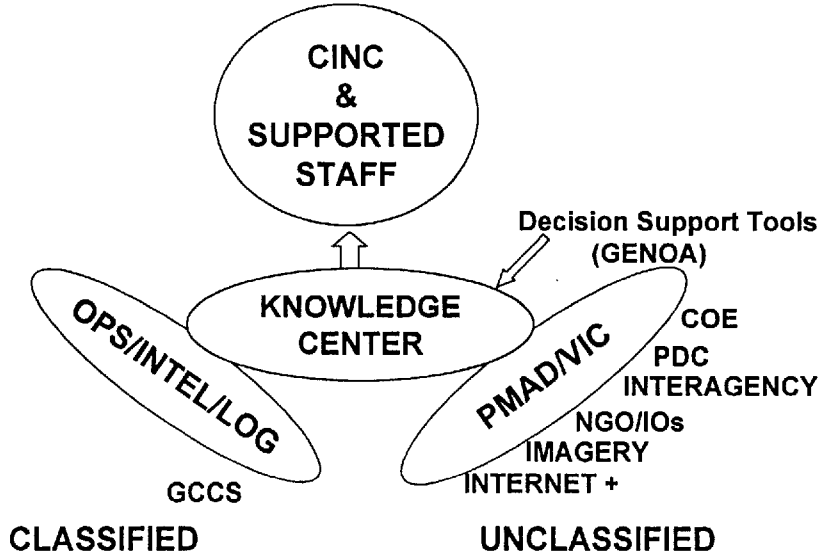 CINC
&
SUPPORTED
STAFF
Decision Support Tools
(GENOA)
KNOWLEDGE
CENTER
OPS/INTEL/LOG
PMAD/VIC
COE
PDC
INTERAGENCY
NGO/IOs
IMAGERY
INTERNET +
GCCS
CLASSIFIED
UNCLASSIFIED